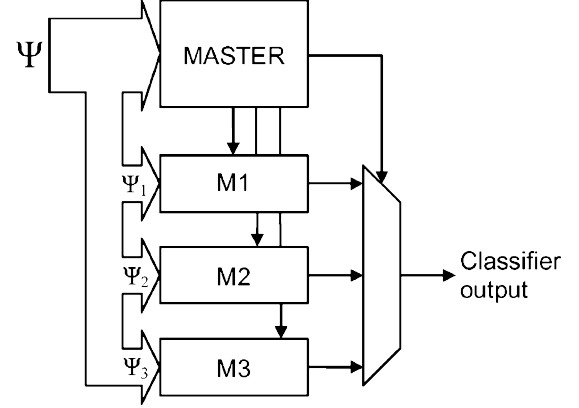 Ψ
MASTER
Ψ₁
M1
Ψ₂
M2
Ψ₃
M3
Classifier
output